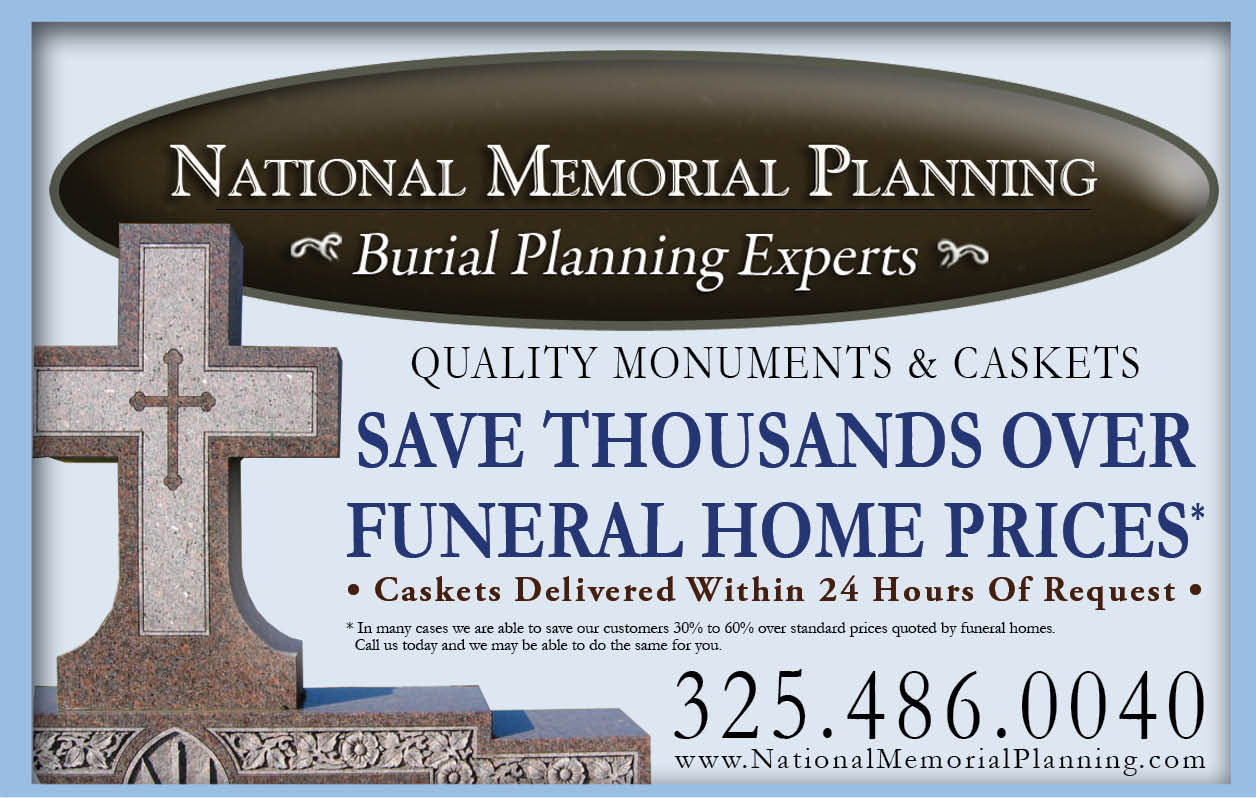 NATIONAL MEMORIAL PLANNING
Burial Planning Experts
QUALITY MONUMENTS & CASKETS
SAVE THOUSANDS OVER
FUNERAL HOME PRICES*
• Caskets Delivered Within 24 Hours Of Request •
* In many cases we are able to save our customers 30% to 60% over standard prices quoted by funeral homes.
Call us today and we may be able to do the same for you.
325.486.0040
www.NationalMemorialPlanning.com